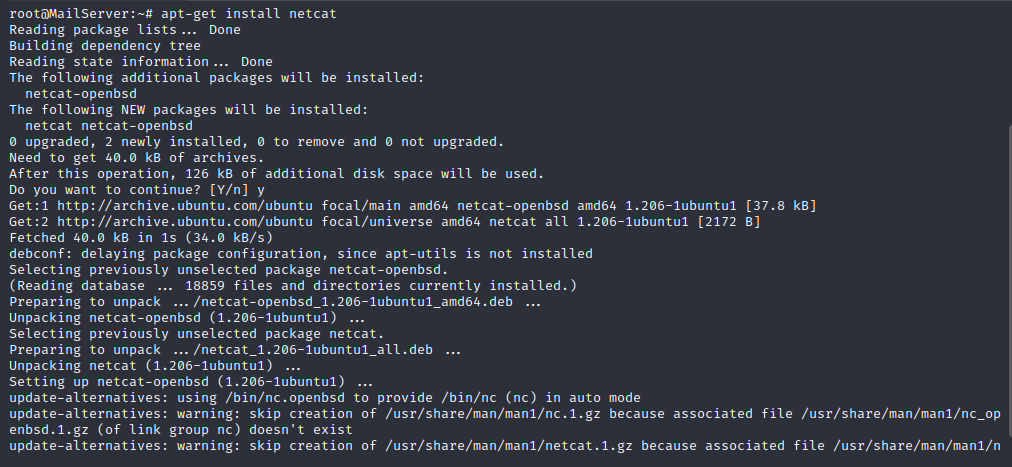 root@MailServer:~# apt-get install netcat
Reading package lists... Done
Building dependency tree
Reading state information... Done
The following additional packages will be installed:
  netcat-openbsd
The following NEW packages will be installed:
  netcat netcat-openbsd
0 upgraded, 2 newly installed, 0 to remove and 0 not upgraded.
Need to get 40.0 kB of archives.
After this operation, 126 kB of additional disk space will be used.
Do you want to continue? [Y/n] y
Get:1 http://archive.ubuntu.com/ubuntu focal/main amd64 netcat-openbsd amd64 1.206-1ubuntu1 [37.8 kB]
Get:2 http://archive.ubuntu.com/ubuntu focal/universe amd64 netcat all 1.206-1ubuntu1 [2172 B]
Fetched 40.0 kB in 1s (34.0 kB/s)
debconf: delaying package configuration, since apt-utils is not installed
Selecting previously unselected package netcat-openbsd.
(Reading database ... 18859 files and directories currently installed.)
Preparing to unpack .../netcat-openbsd_1.206-1ubuntu1_amd64.deb ...
Unpacking netcat-openbsd (1.206-1ubuntu1) ...
Selecting previously unselected package netcat.
Preparing to unpack .../netcat_1.206-1ubuntu1_all.deb ...
Unpacking netcat (1.206-1ubuntu1) ...
Setting up netcat-openbsd (1.206-1ubuntu1) ...
update-alternatives: using /bin/nc.openbsd to provide /bin/nc (nc) in auto mode
update-alternatives: warning: skip creation of /usr/share/man/man1/nc.1.gz because associated file /usr/share/man/man1/nc_op
enbsd.1.gz (of link group nc) doesn't exist
update-alternatives: warning: skip creation of /usr/share/man/man1/netcat.1.gz because associated file /usr/share/man/man1/n